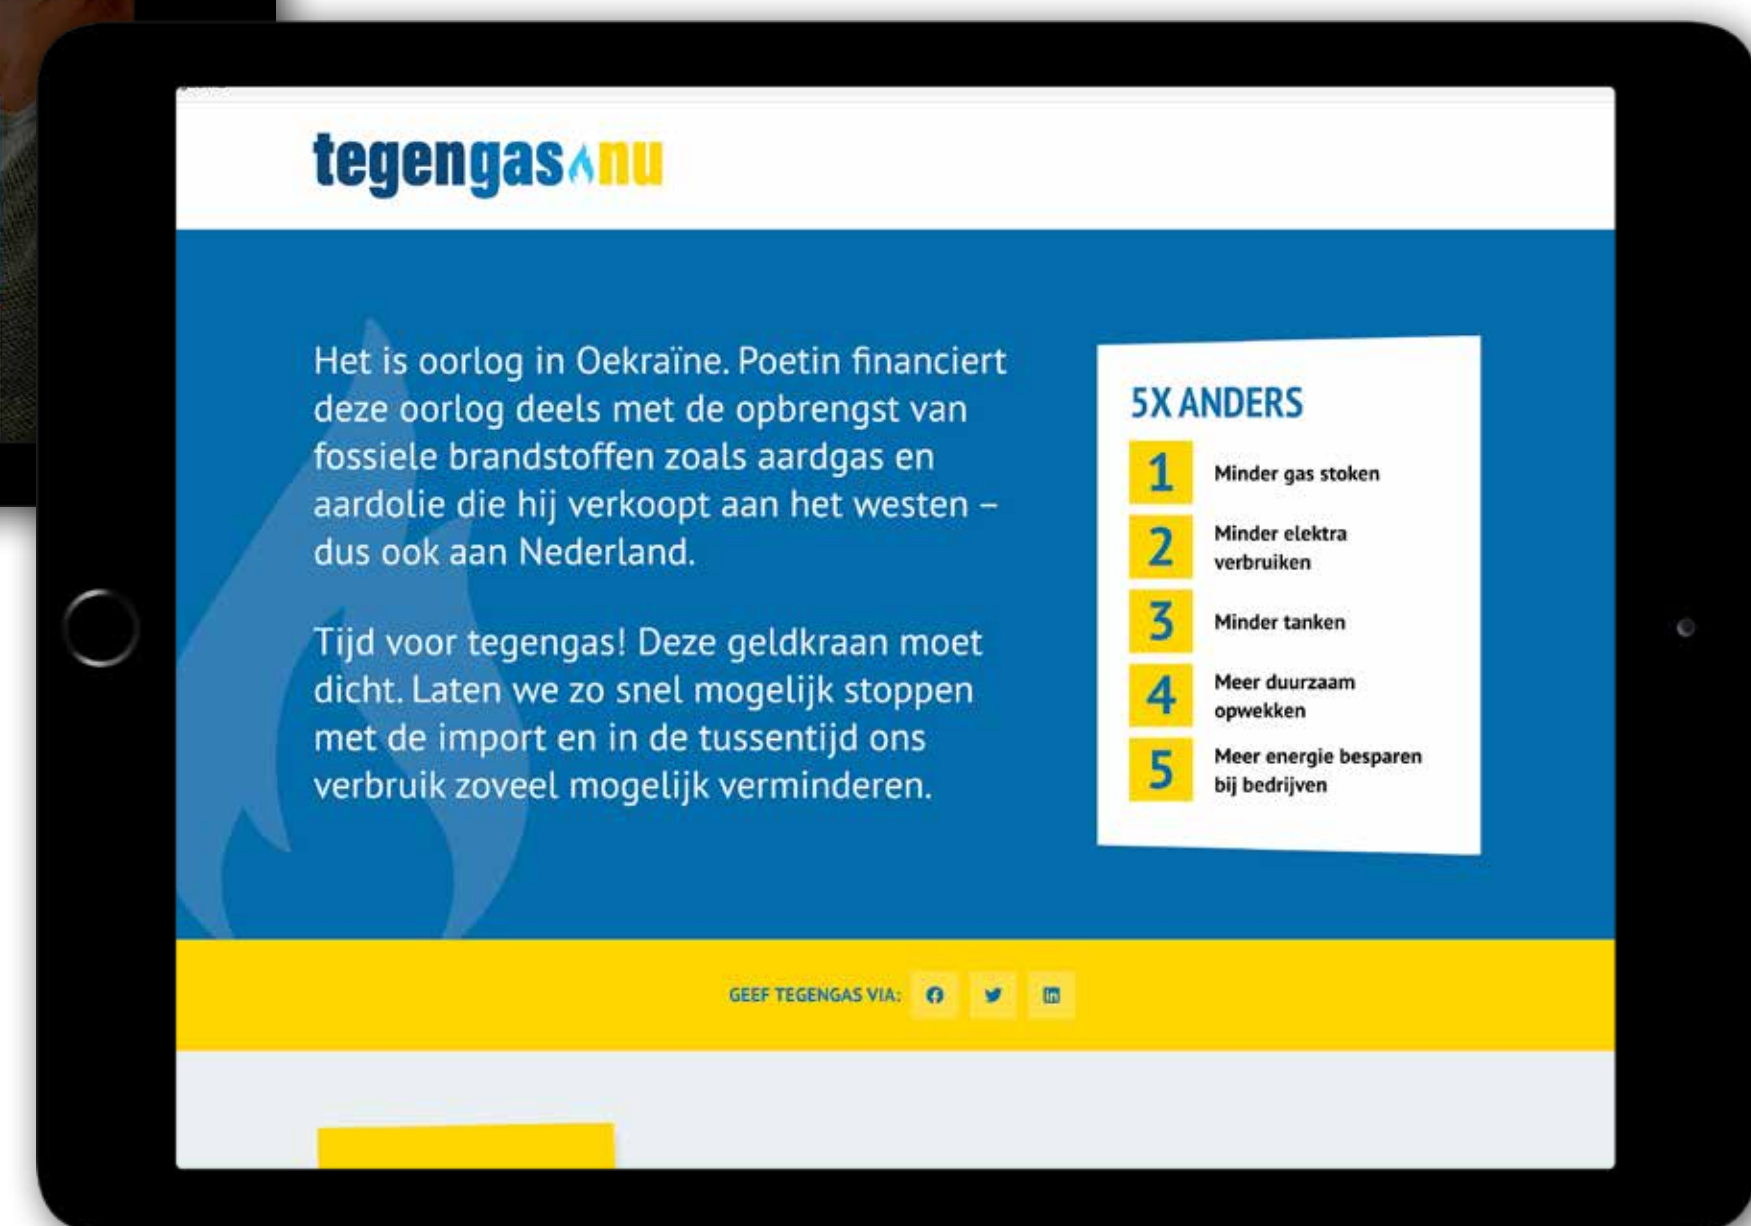 tegengas nu
Het is oorlog in Oekraïne. Poetin financiert
deze oorlog deels met de opbrengst van
fossiele brandstoffen zoals aardgas en
aardolie die hij verkoopt aan het westen –
dus ook aan Nederland.
Tijd voor tegengas! Deze geldkraan moet
dicht. Laten we zo snel mogelijk stoppen
met de import en in de tussentijd ons
verbruik zoveel mogelijk verminderen.
5X ANDERS
1 Minder gas stoken
2 Minder elektra
verbruiken
3 Minder tanken
4 Meer duurzaam
opwekken
5 Meer energie besparen
bij bedrijven
GEEF TEGENGAS VIA: